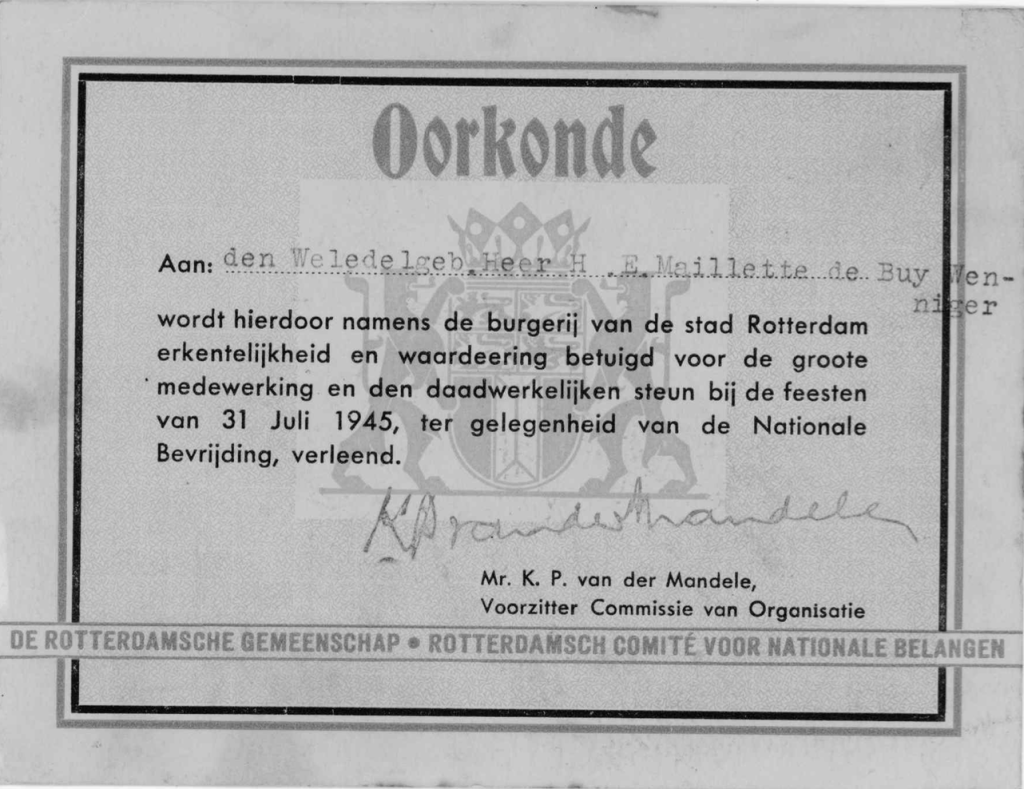 Oorkonde
Aan: den Weledelgeb.Heer H .E.Maillette de Buy Wen-
niger
wordt hierdoor namens de burgerij van de stad Rotterdam
erkentelijkheid en waardeering betuigd voor de groote
medewerking en den daadwerkelijken steun bij de feesten
van 31 Juli 1945, ter gelegenheid van de Nationale
Bevrijding, verleend.
K P van der Mandele
Mr. K. P. van der Mandele,
Voorzitter Commissie van Organisatie
DE ROTTERDAMSCHE GEMEENSCHAP • ROTTERDAMSCH COMITÉ VOOR NATIONALE BELANGEN